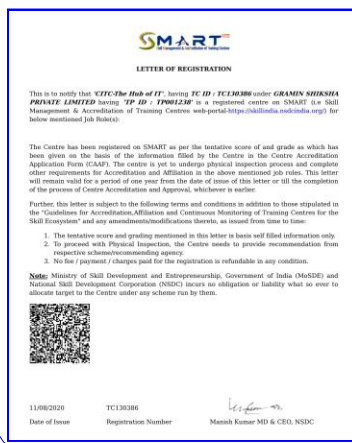 SMART
Skill Management & Accreditation of Training Centres
LETTER OF REGISTRATION
This is to notify that "CITC-The Hub of IT", having TC ID : TC130386 under GRAMIN SHIKSHA
PRIVATE LIMITED having 'TP ID : TP001238' is a registered centre on SMART (i.e Skill
Management & Accreditation of Training Centres web-portal-https://skillindia.nsdcindia.org/) for
below mentioned Job Role(s):
The Centre has been registered on SMART as per the tentative score of and grade as which has
been given on the basis of the information filled by the Centre in the Centre Accreditation
Application Form (CAAF). The centre is yet to undergo physical inspection process and complete
other requirements for Accreditation and Affiliation in the above mentioned job roles. This letter
will remain valid for a period of one year from the date of issue of this letter or till the completion
of the process of Centre Accreditation and Approval, whichever is earlier.
Further, this letter is subject to the following terms and conditions in addition to those stipulated in
the "Guidelines for Accreditation,Affiliation and Continuous Monitoring of Training Centres for the
Skill Ecosystem" and any amendments/modifications thereto, an issued from time to time:
1. The tentative score and grading mentioned in this letter is basis self filled information only.
2. To proceed with Physical Inspection, the Centre needs to provide recommendation from
respective scheme/recommending agency.
3. No fee / payment / charges paid for the registration is refundable in any condition.
Note: Ministry of Skill Development and Entrepreneurship, Government of India (MoSDE) and
National Skill Development Corporation (NSDC) incurs no obligation or liability what so ever to
allocate target to the Centre under any scheme run by them.
11/08/2020 TC130386
Date of Issue Registration Number Manish Kumar MD & CEO, NSDC